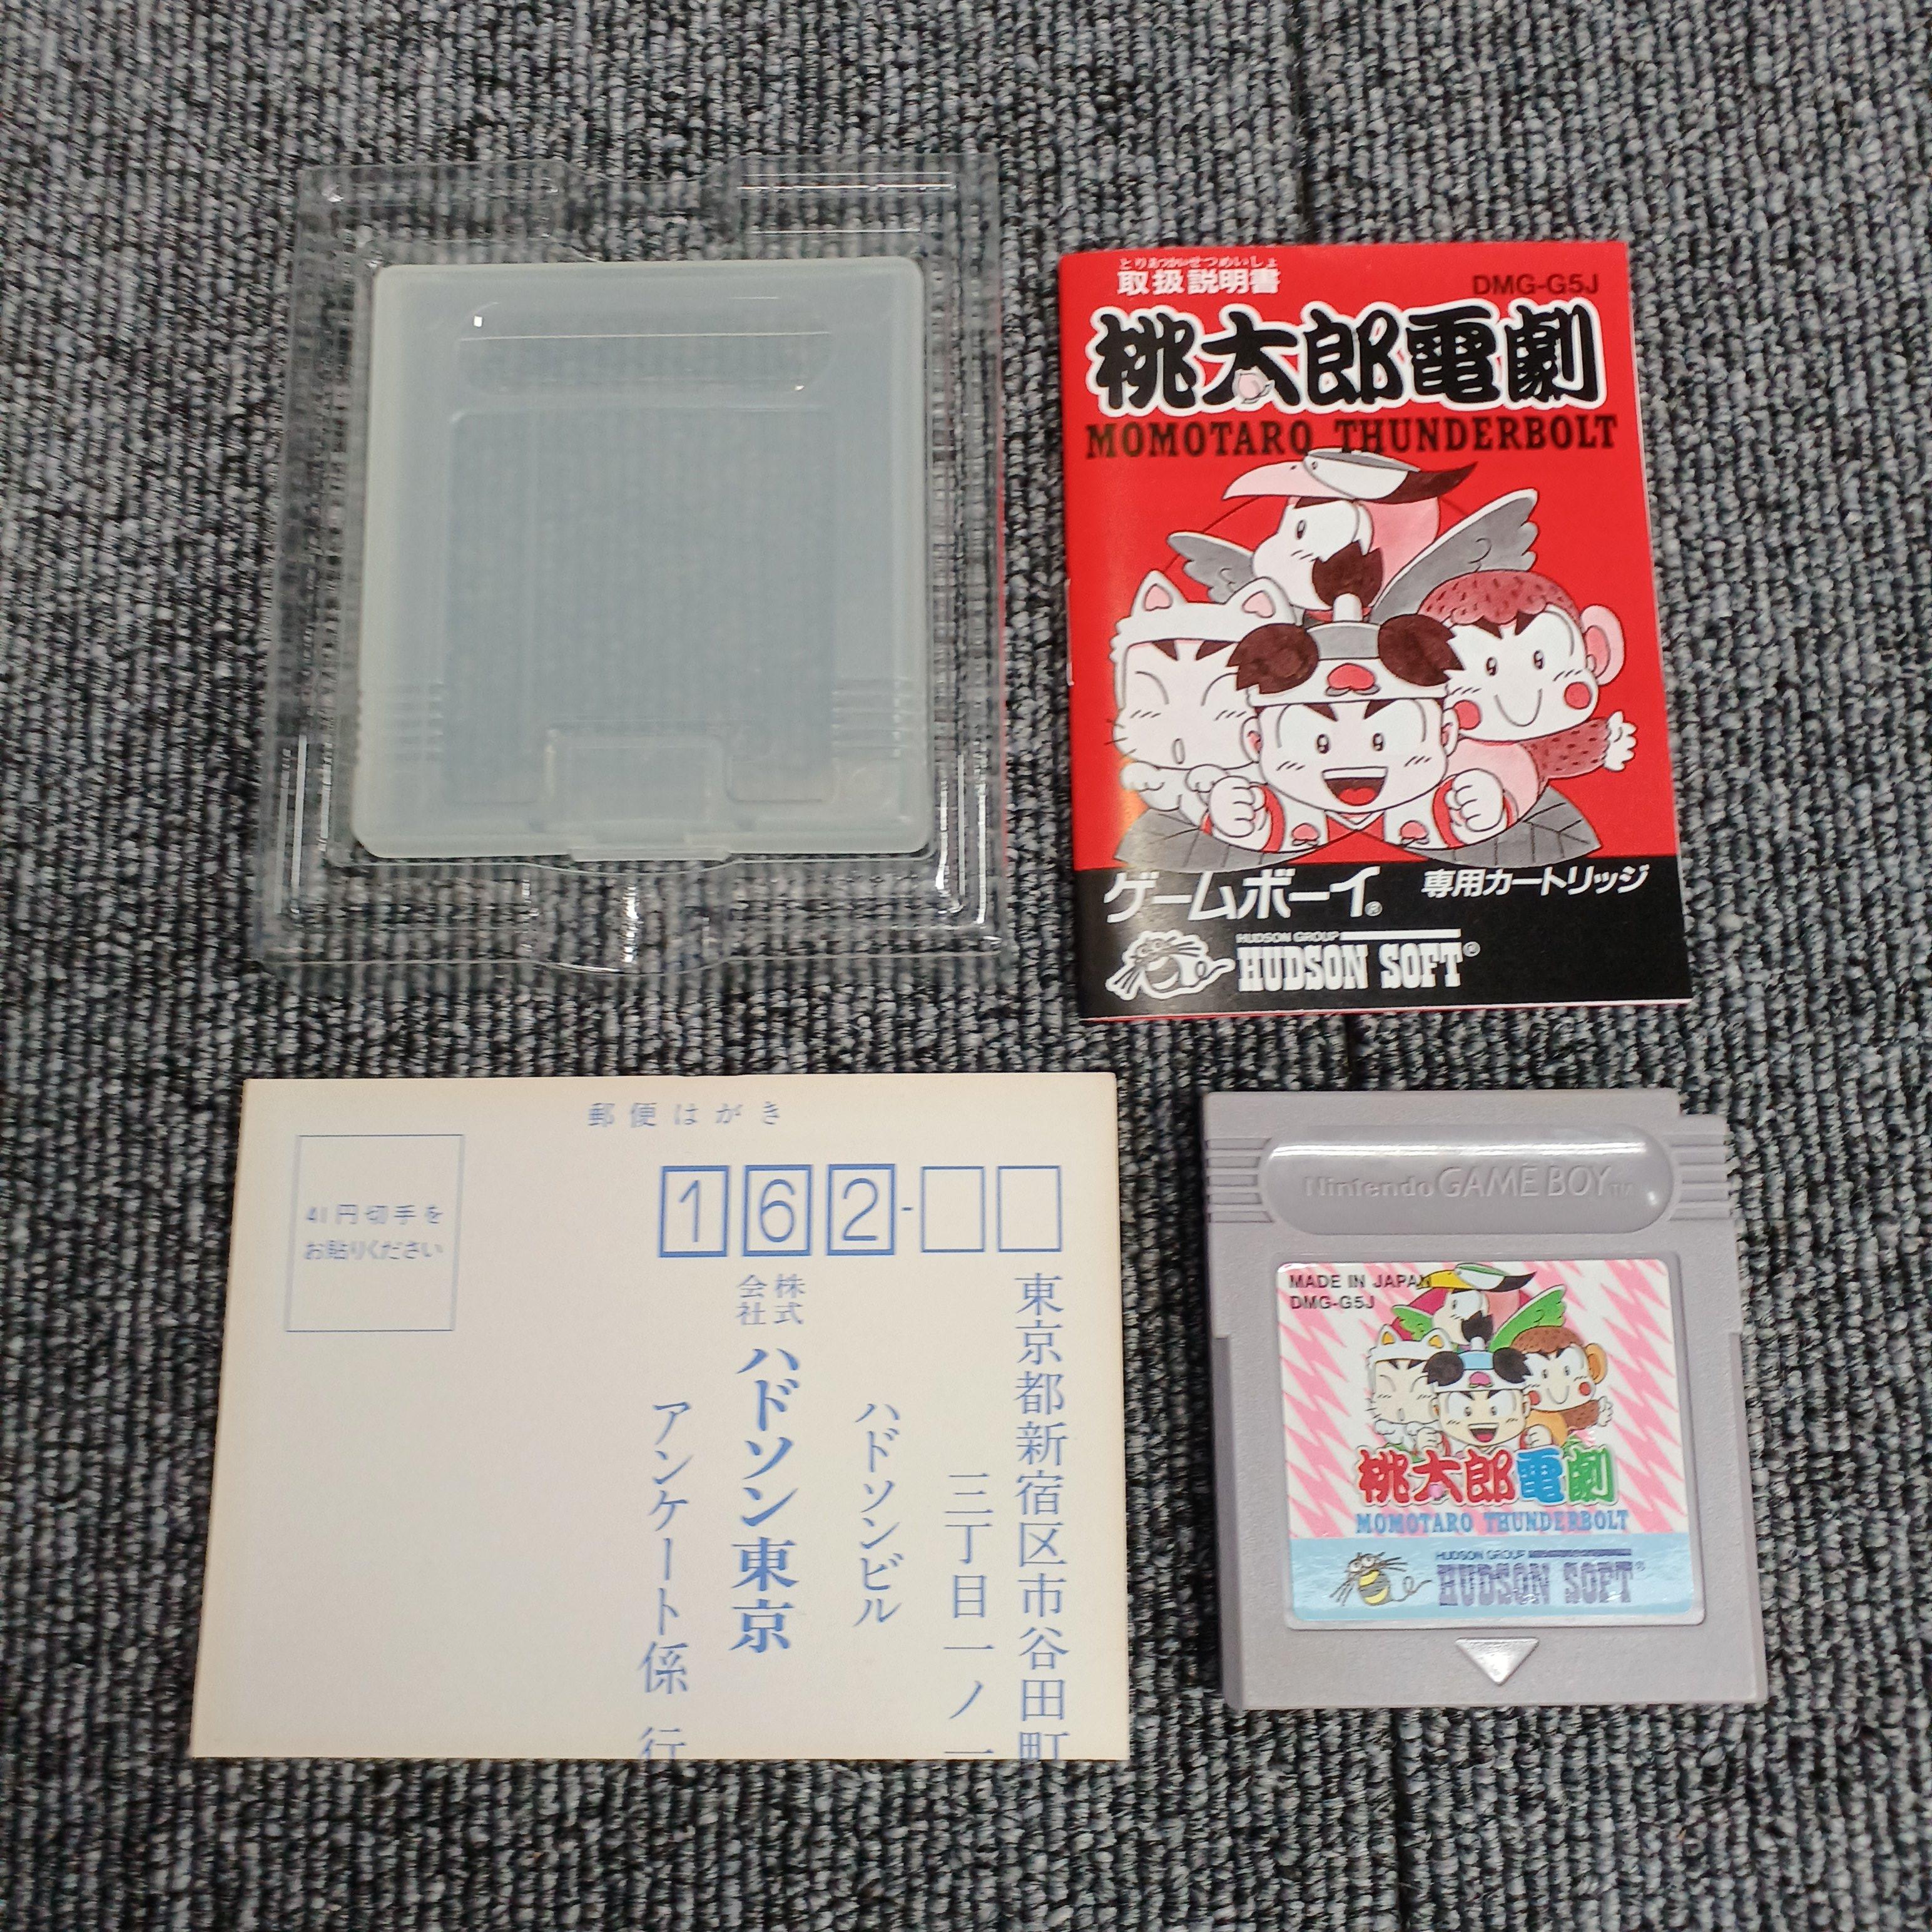 とりあつかいせつめいしょ
取扱説明書
DMG-G5J
桃太郎電劇
MOMOTARO THUNDERBOLT
ゲームボーイ®
専用カートリッジ
HUDSON GROUP
HUDSON SOFT®
郵便はがき
41円切手を
お貼りください
162-
東京都新宿区市谷田町
三丁目一ノ一
ハドソンビル
株式会社ハドソン東京
アンケート係 行
Nintendo GAME BOY™
MADE IN JAPAN
DMG-G5J
桃太郎電劇
MOMOTARO THUNDERBOLT
HUDSON GROUP
HUDSON SOFT®